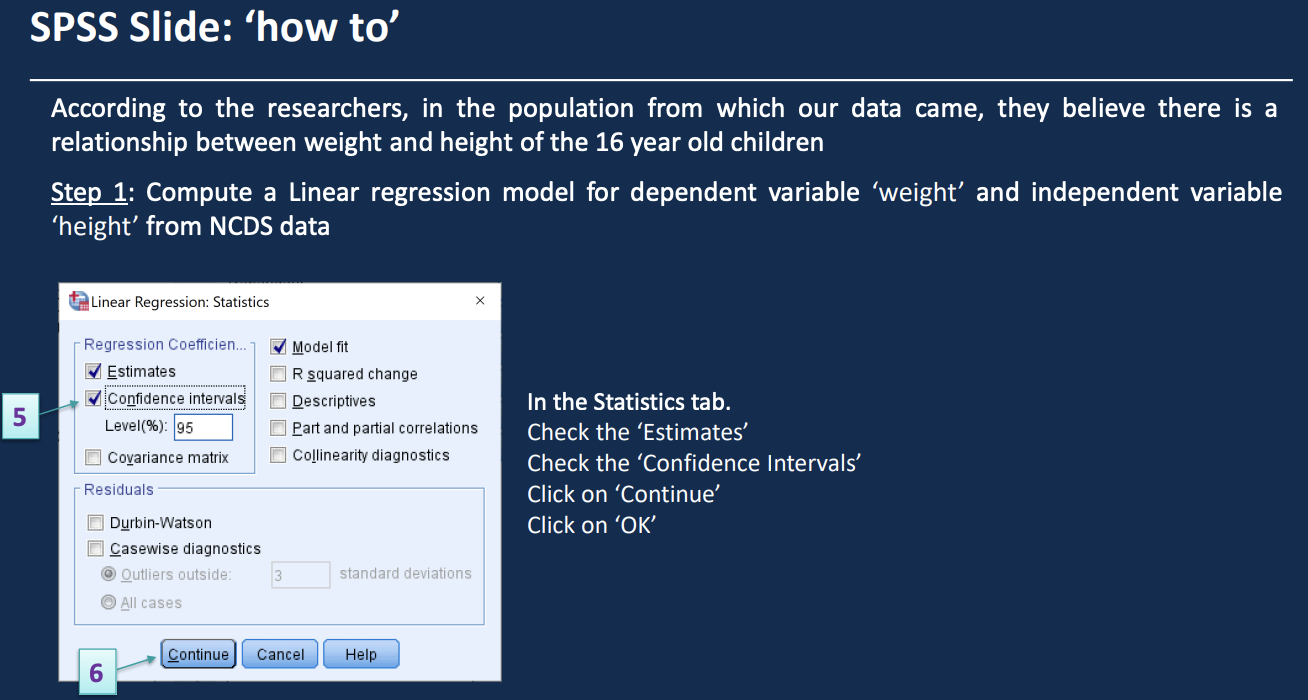 SPSS Slide: ‘how to’
According to the researchers, in the population from which our data came, they believe there is a
relationship between weight and height of the 16 year old children
Step 1: Compute a Linear regression model for dependent variable ‘weight’ and independent variable
‘height’ from NCDS data
Linear Regression: Statistics
Regression Coefficien...
Estimates
Confidence intervals
Level(%): 95
Covariance matrix
Model fit
R squared change
Descriptives
Part and partial correlations
Collinearity diagnostics
5
Residuals
Durbin-Watson
Casewise diagnostics
Outliers outside: 3 standard deviations
All cases
Continue Cancel Help
6
In the Statistics tab.
Check the ‘Estimates’
Check the ‘Confidence Intervals’
Click on ‘Continue’
Click on ‘OK’